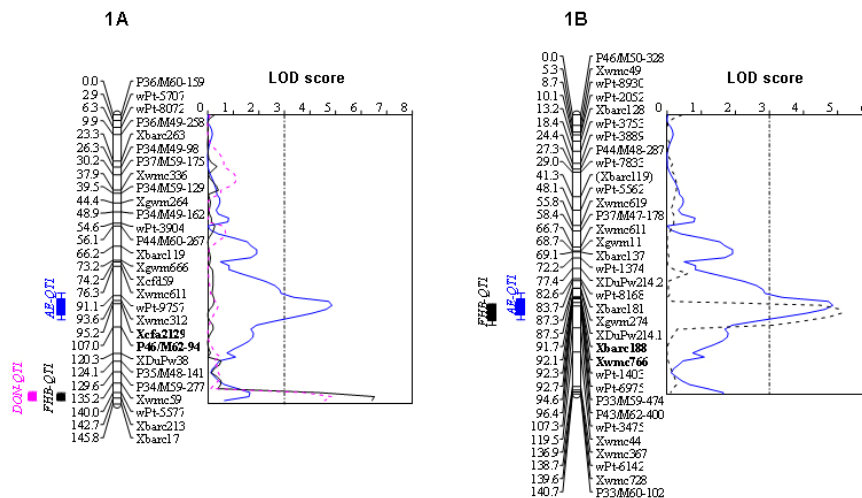 1A
LOD score
0 1 2 3 4 5 6 7 8
0.0 P36/M60-159
2.9 wPt-5707
6.3 wPt-8072
9.9 P36/M49-258
23.3 Xbarc263
26.3 P34/M49-98
30.2 P37/M59-175
37.9 Xwmc336
39.5 P34/M59-129
44.4 Xgwm264
48.9 P34/M49-162
54.6 wPt-3904
56.1 P44/M60-267
66.2 Xbarc119
73.2 Xgwm666
74.2 Xcfd59
76.3 Xwmc611
91.1 wPt-9757
93.6 Xwmc312
95.2 Xcfa2129
107.0 P46/M62-94
120.3 XDuPw38
124.1 P35/M48-141
129.6 P34/M59-277
135.2 Xwmc59
140.0 wPt-5577
142.7 Xbarc213
145.8 Xbarc17
AE-QTL1
DON-QTL1
FHB-QTL1
1B
LOD score
0 1 2 3 4 5 6
0.0 P46/M50-328
5.3 Xwmc49
8.7 wPt-8930
10.1 wPt-2052
13.2 Xbarc128
18.4 wPt-3753
24.4 wPt-3889
27.3 P44/M48-287
29.0 wPt-7833
41.3 (Xbarc119)
48.1 wPt-5562
55.8 Xwmc619
58.4 P37/M47-178
66.7 Xwmc611
68.7 Xgwm11
69.1 Xbarc137
72.2 wPt-1374
77.4 XDuPw214.2
82.6 wPt-8168
83.7 Xbarc181
87.3 Xgwm274
87.5 XDuPw214.1
91.7 Xbarc188
92.1 Xwmc766
92.3 wPt-1403
92.7 wPt-6975
94.6 P33/M59-474
96.4 P43/M62-400
107.3 wPt-3475
119.5 Xwmc44
136.9 Xwmc367
138.7 wPt-6142
139.6 Xwmc728
140.7 P33/M60-102
FHB-QTL1
AE-QTL1